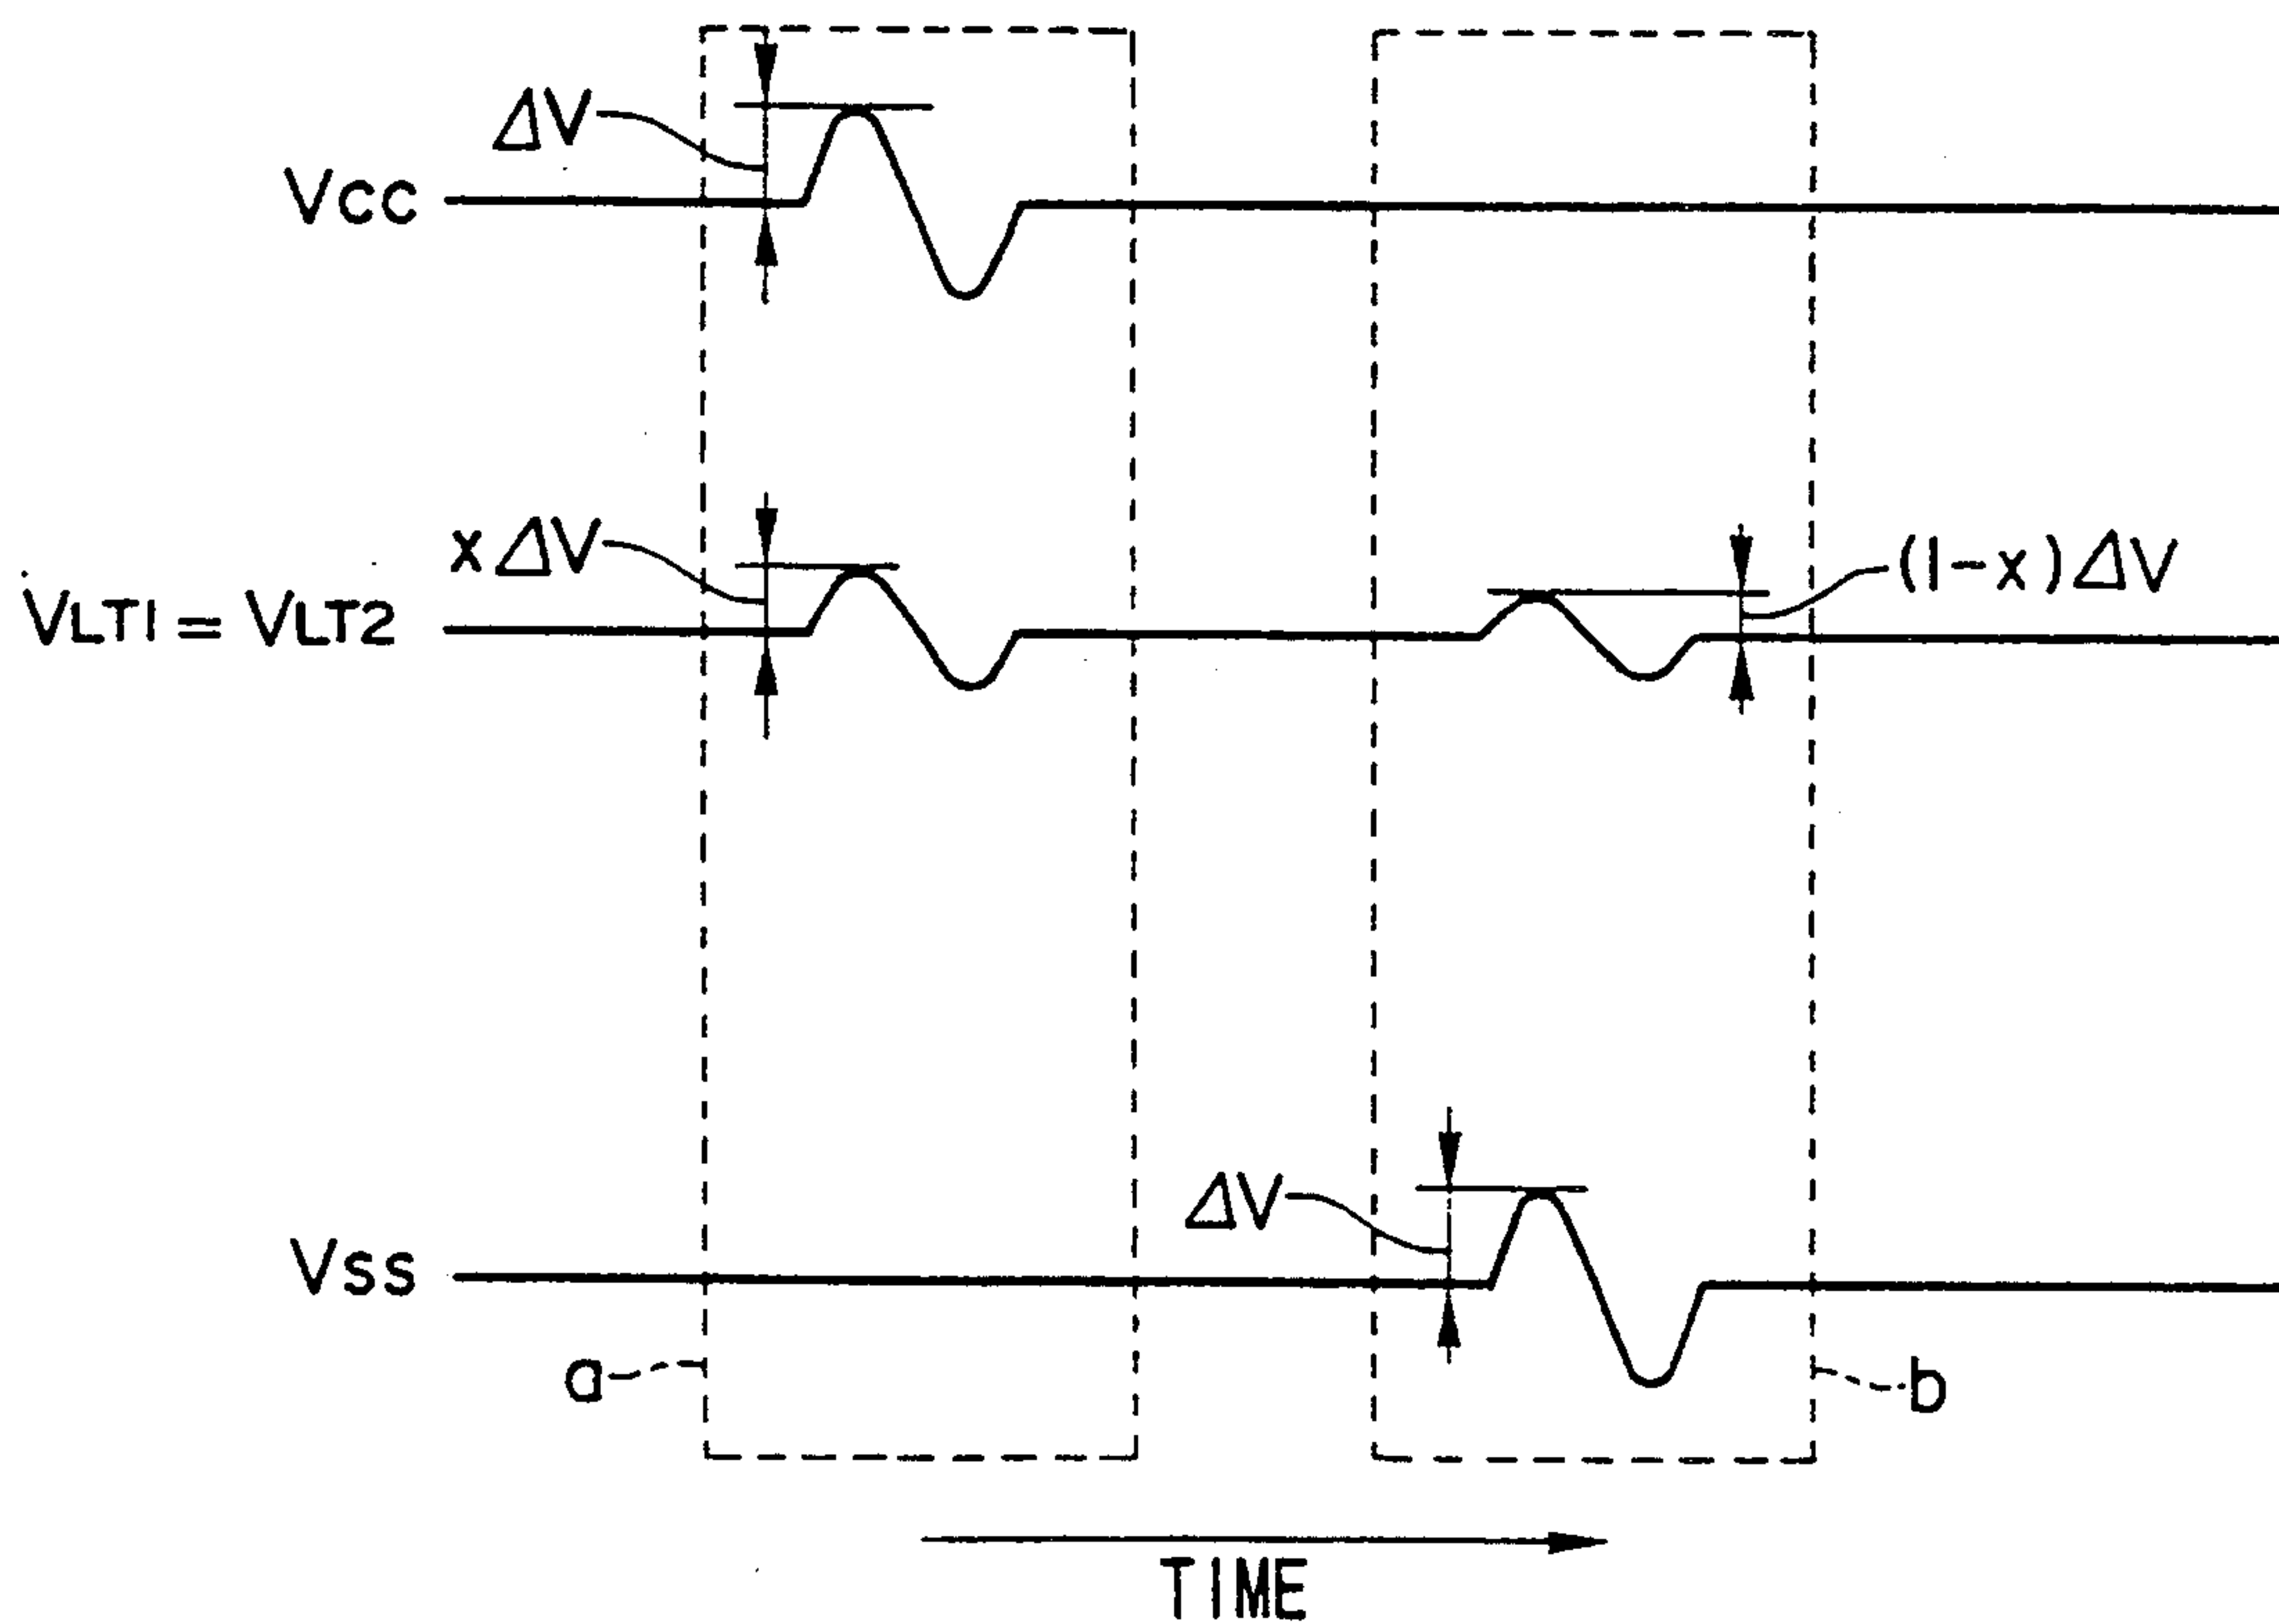 ΔV
Vcc
xΔV
(1-x)ΔV
VLT1 = VLT2
ΔV
Vss
a
b
TIME